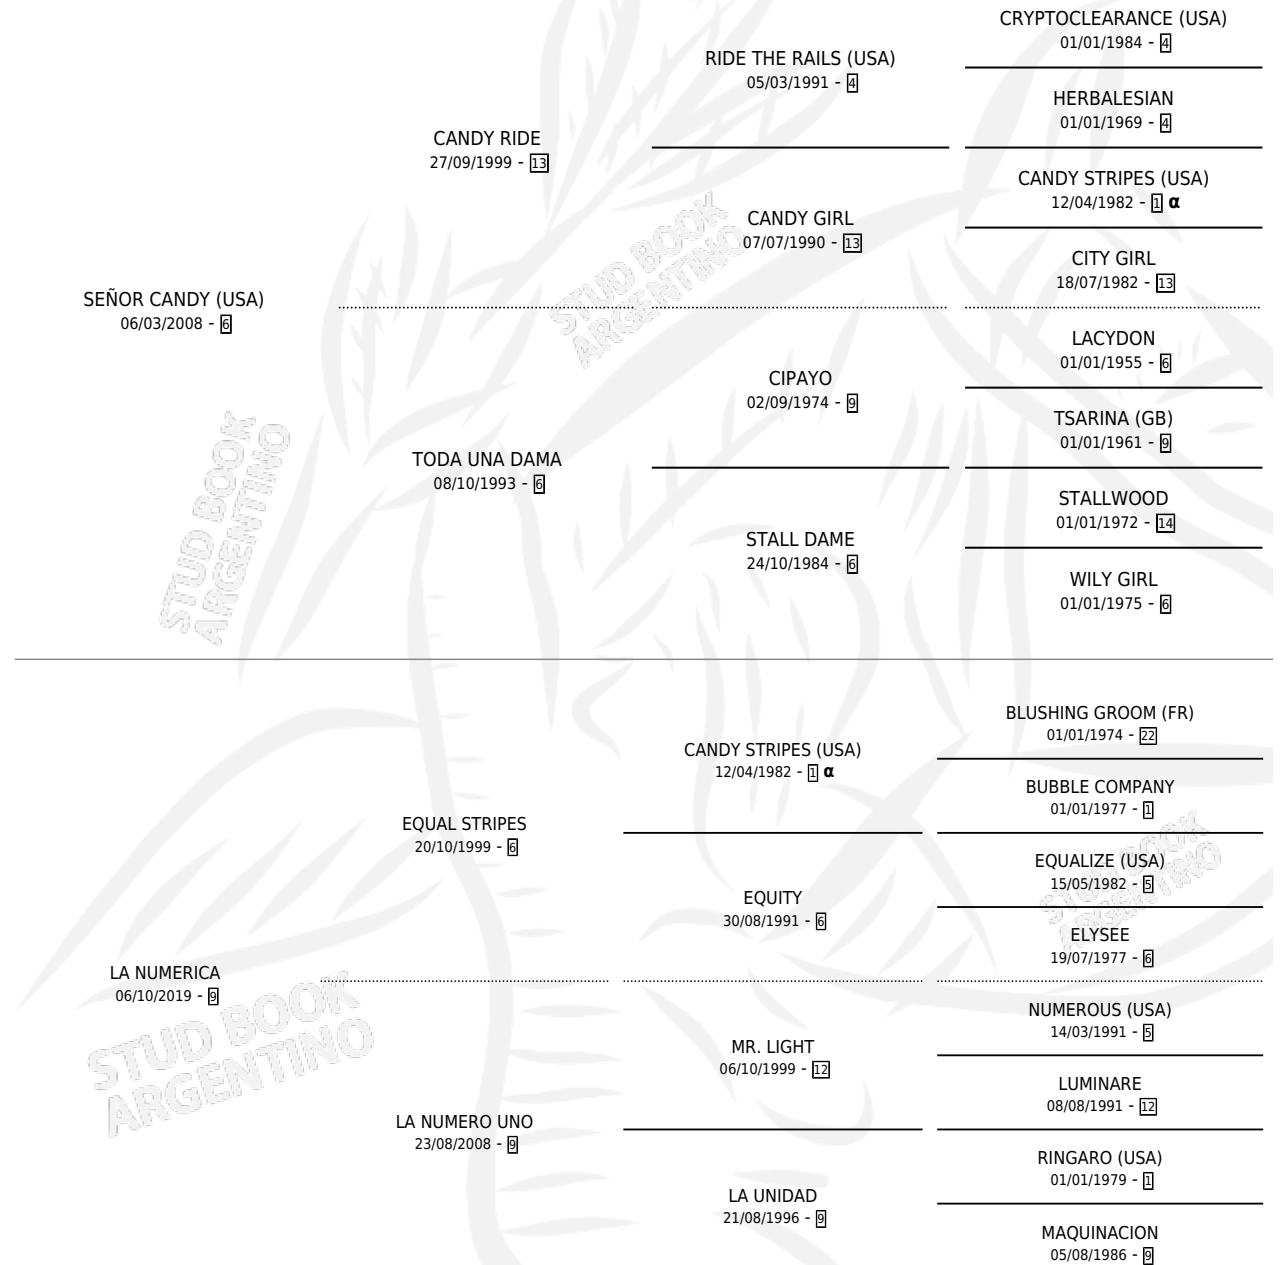 CRYPTOCLEARANCE (USA)
01/01/1984 - 4
RIDE THE RAILS (USA)
05/03/1991 - 4
HERBALESIAN
01/01/1969 - 4
CANDY RIDE
27/09/1999 - 13
CANDY STRIPES (USA)
12/04/1982 - 1 α
CANDY GIRL
07/07/1990 - 13
CITY GIRL
18/07/1982 - 13
SEÑOR CANDY (USA)
06/03/2008 - 6
LACYDON
01/01/1955 - 6
CIPAYO
02/09/1974 - 9
TSARINA (GB)
01/01/1961 - 9
TODA UNA DAMA
08/10/1993 - 6
STALLWOOD
01/01/1972 - 14
STALL DAME
24/10/1984 - 6
WILY GIRL
01/01/1975 - 6
STUD BOOK
ARGENTINO
STUD BOOK
ARGENTINO
BLUSHING GROOM (FR)
01/01/1974 - 22
CANDY STRIPES (USA)
12/04/1982 - 1 α
BUBBLE COMPANY
01/01/1977 - 1
EQUAL STRIPES
20/10/1999 - 6
EQUALIZE (USA)
15/05/1982 - 5
EQUITY
30/08/1991 - 6
ELYSEE
19/07/1977 - 6
LA NUMERICA
06/10/2019 - 9
NUMEROUS (USA)
14/03/1991 - 5
MR. LIGHT
06/10/1999 - 12
LUMINARE
08/08/1991 - 12
LA NUMERO UNO
23/08/2008 - 9
RINGARO (USA)
01/01/1979 - 1
LA UNIDAD
21/08/1996 - 9
MAQUINACION
05/08/1986 - 9
STUD BOOK
ARGENTINO
STUD BOOK
ARGENTINO